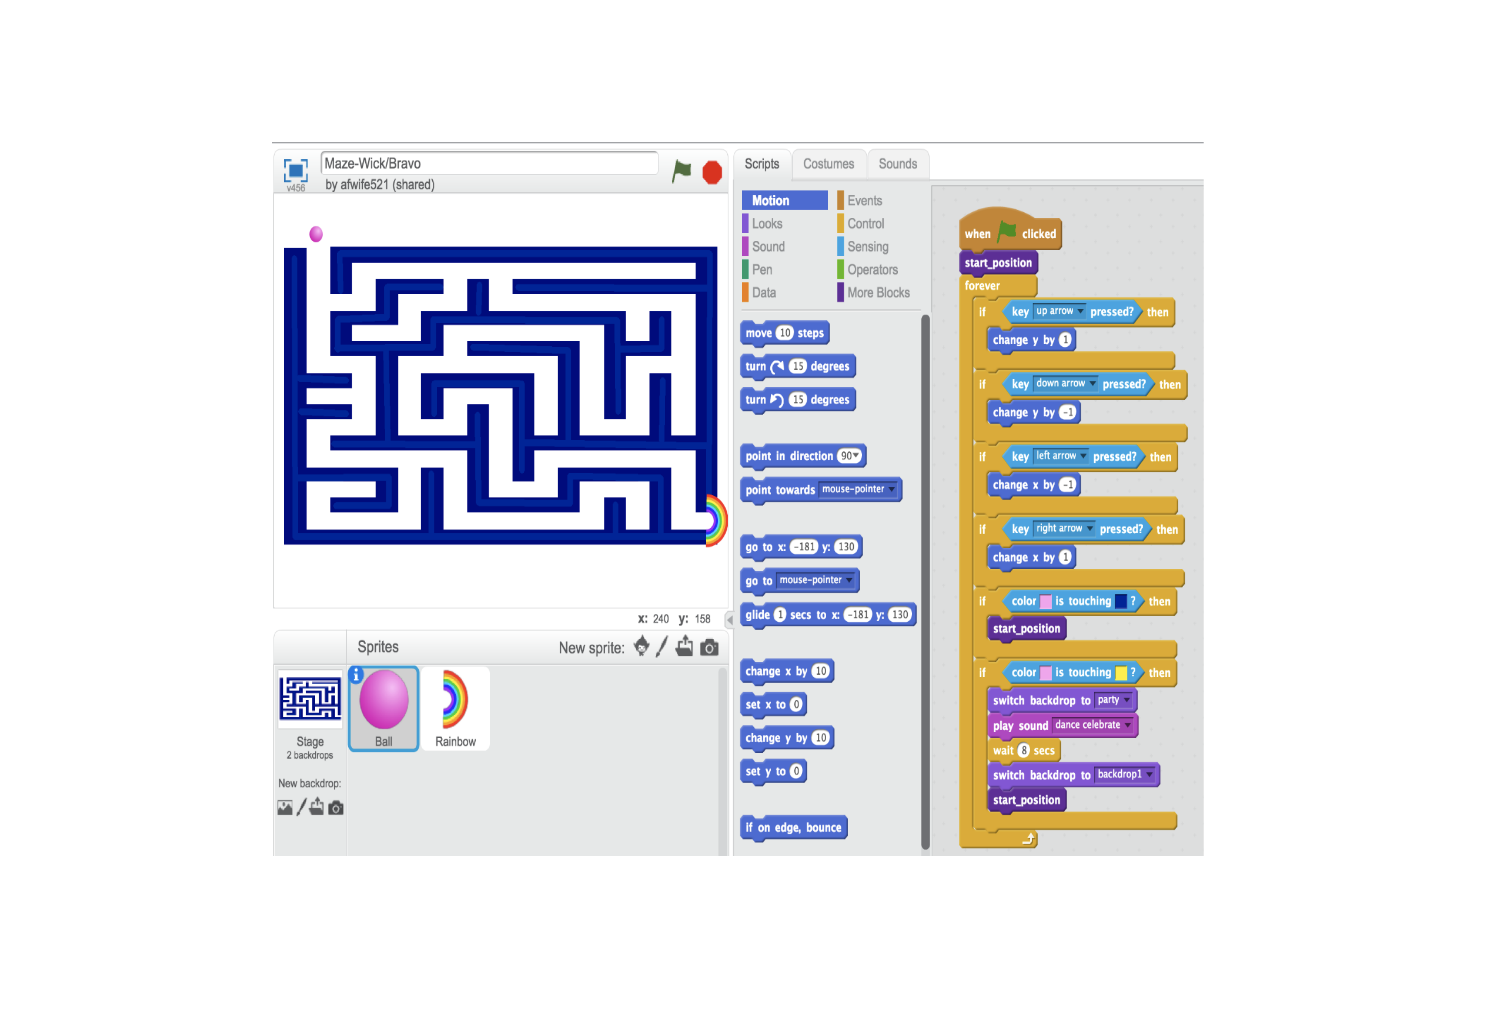 Maze-Wick/Bravo
by afwife521 (shared)
v456
x: 240 y: 158
Sprites
New sprite:
Stage
2 backdrops
New backdrop:
Ball
Rainbow
Scripts
Costumes
Sounds
Motion
Events
Looks
Control
Sound
Sensing
Pen
Operators
Data
More Blocks
move 10 steps
turn 15 degrees
turn 15 degrees
point in direction 90
point towards mouse-pointer
go to x: -181 y: 130
go to mouse-pointer
glide 1 secs to x: -181 y: 130
change x by 10
set x to 0
change y by 10
set y to 0
if on edge, bounce
when clicked
start_position
forever
if key up arrow pressed? then
change y by 1
if key down arrow pressed? then
change y by -1
if key left arrow pressed? then
change x by -1
if key right arrow pressed? then
change x by 1
if color is touching ? then
start_position
if color is touching ? then
switch backdrop to party
play sound dance celebrate
wait 8 secs
switch backdrop to backdrop1
start_position